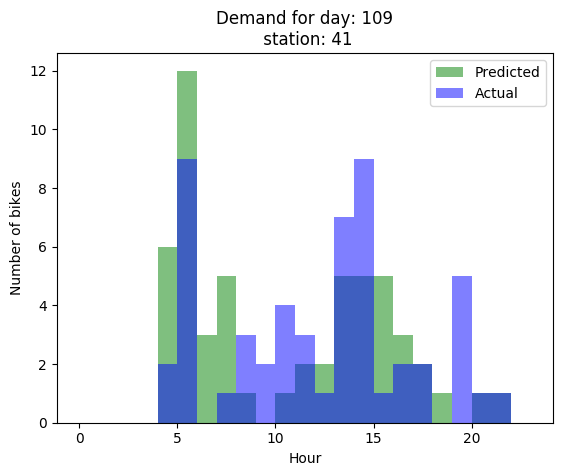 Demand for day: 109
station: 41
Predicted
Actual
12
10
8
6
4
2
0
Number of bikes
0 5 10 15 20
Hour